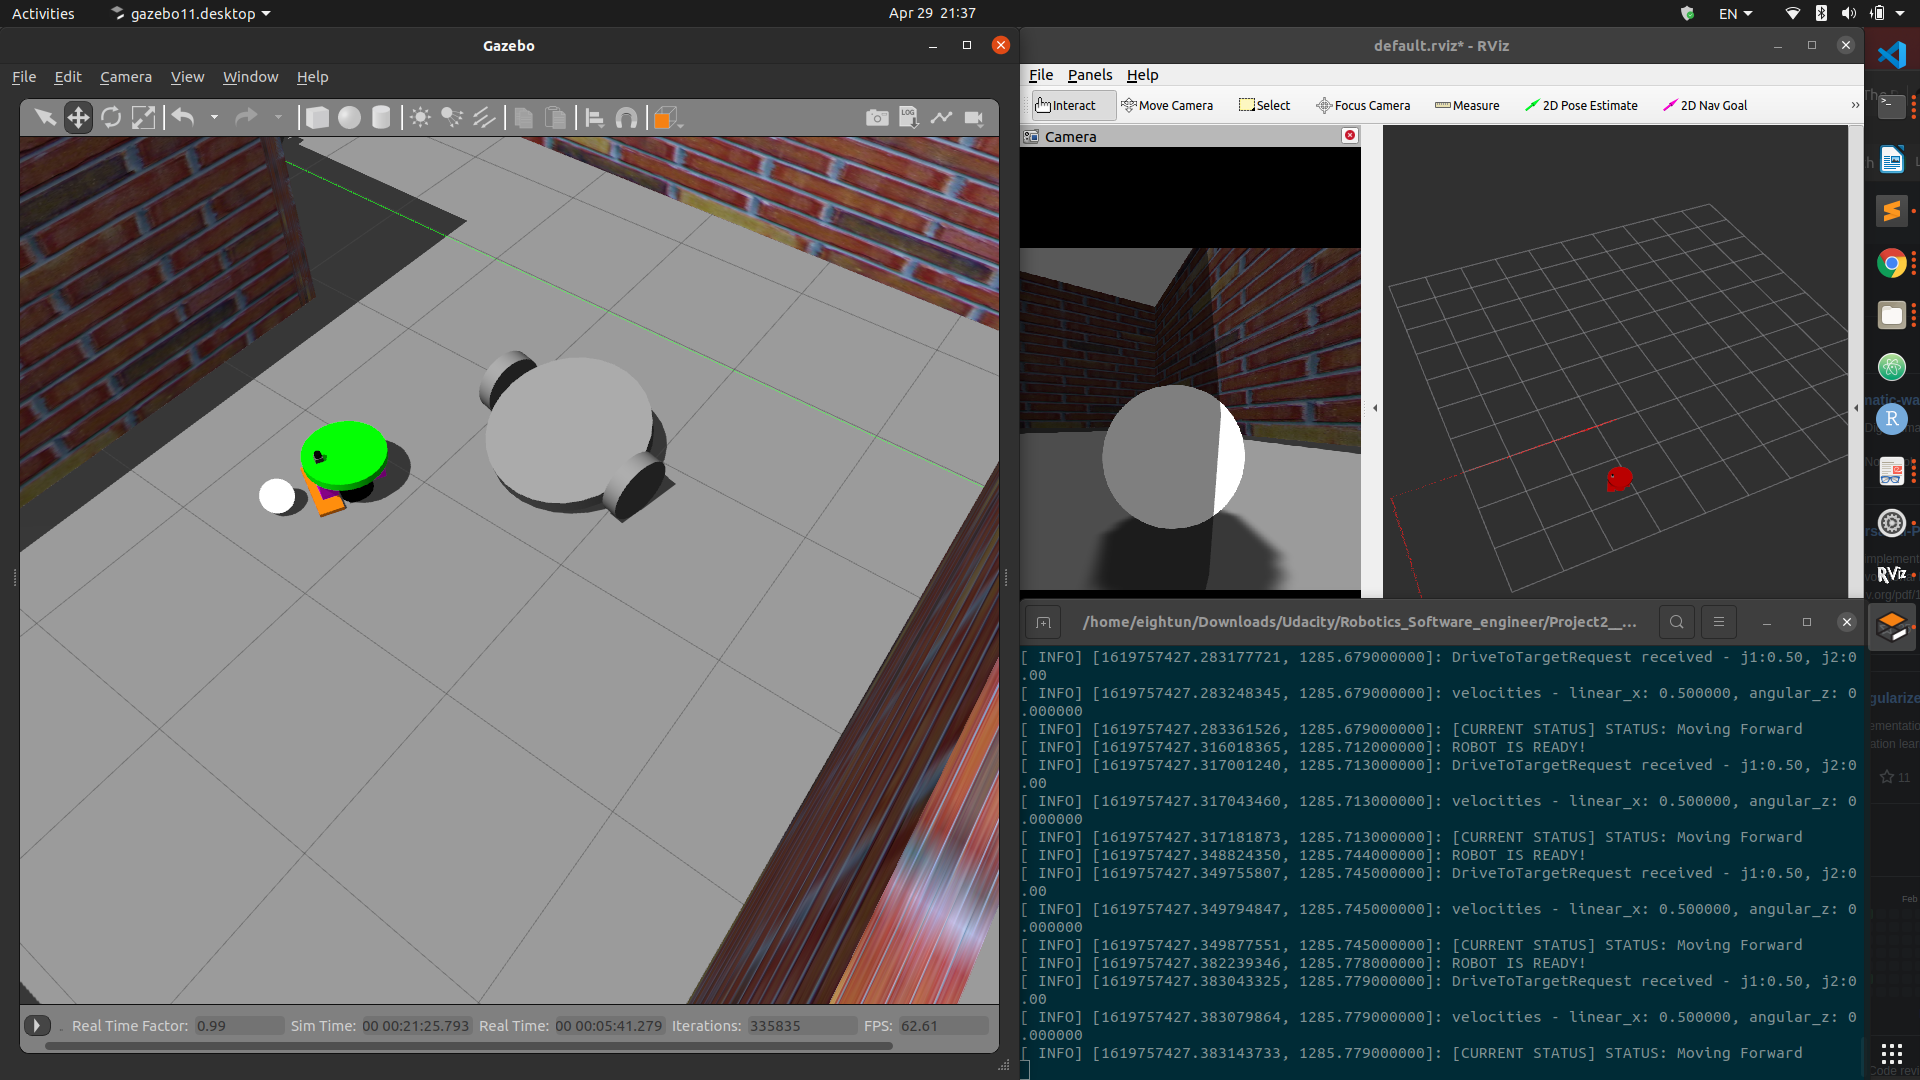 Activities
gazebo11.desktop
Apr 29 21:37
EN
Gazebo
File Edit Camera View Window Help
LOG
Real Time Factor: 0.99 Sim Time: 00 00:21:25.793 Real Time: 00 00:05:41.279 Iterations: 335835 FPS: 62.61
default.rviz* - RViz
File Panels Help
Interact Move Camera Select Focus Camera Measure 2D Pose Estimate 2D Nav Goal »
Camera
/home/eightun/Downloads/Udacity/Robotics_Software_engineer/Project2__...
[ INFO] [1619757427.283177721, 1285.679000000]: DriveToTargetRequest received - j1:0.50, j2:0
.00
[ INFO] [1619757427.283248345, 1285.679000000]: velocities - linear_x: 0.500000, angular_z: 0
.000000
[ INFO] [1619757427.283361526, 1285.679000000]: [CURRENT STATUS] STATUS: Moving Forward
[ INFO] [1619757427.316018365, 1285.712000000]: ROBOT IS READY!
[ INFO] [1619757427.317001240, 1285.713000000]: DriveToTargetRequest received - j1:0.50, j2:0
.00
[ INFO] [1619757427.317043460, 1285.713000000]: velocities - linear_x: 0.500000, angular_z: 0
.000000
[ INFO] [1619757427.317181873, 1285.713000000]: [CURRENT STATUS] STATUS: Moving Forward
[ INFO] [1619757427.348824350, 1285.744000000]: ROBOT IS READY!
[ INFO] [1619757427.349755807, 1285.745000000]: DriveToTargetRequest received - j1:0.50, j2:0
.00
[ INFO] [1619757427.349794847, 1285.745000000]: velocities - linear_x: 0.500000, angular_z: 0
.000000
[ INFO] [1619757427.349877551, 1285.745000000]: [CURRENT STATUS] STATUS: Moving Forward
[ INFO] [1619757427.382239346, 1285.778000000]: ROBOT IS READY!
[ INFO] [1619757427.383043325, 1285.779000000]: DriveToTargetRequest received - j1:0.50, j2:0
.00
[ INFO] [1619757427.383079864, 1285.779000000]: velocities - linear_x: 0.500000, angular_z: 0
.000000
[ INFO] [1619757427.383143733, 1285.779000000]: [CURRENT STATUS] STATUS: Moving Forward
R
RViz
gularize
11
Feb